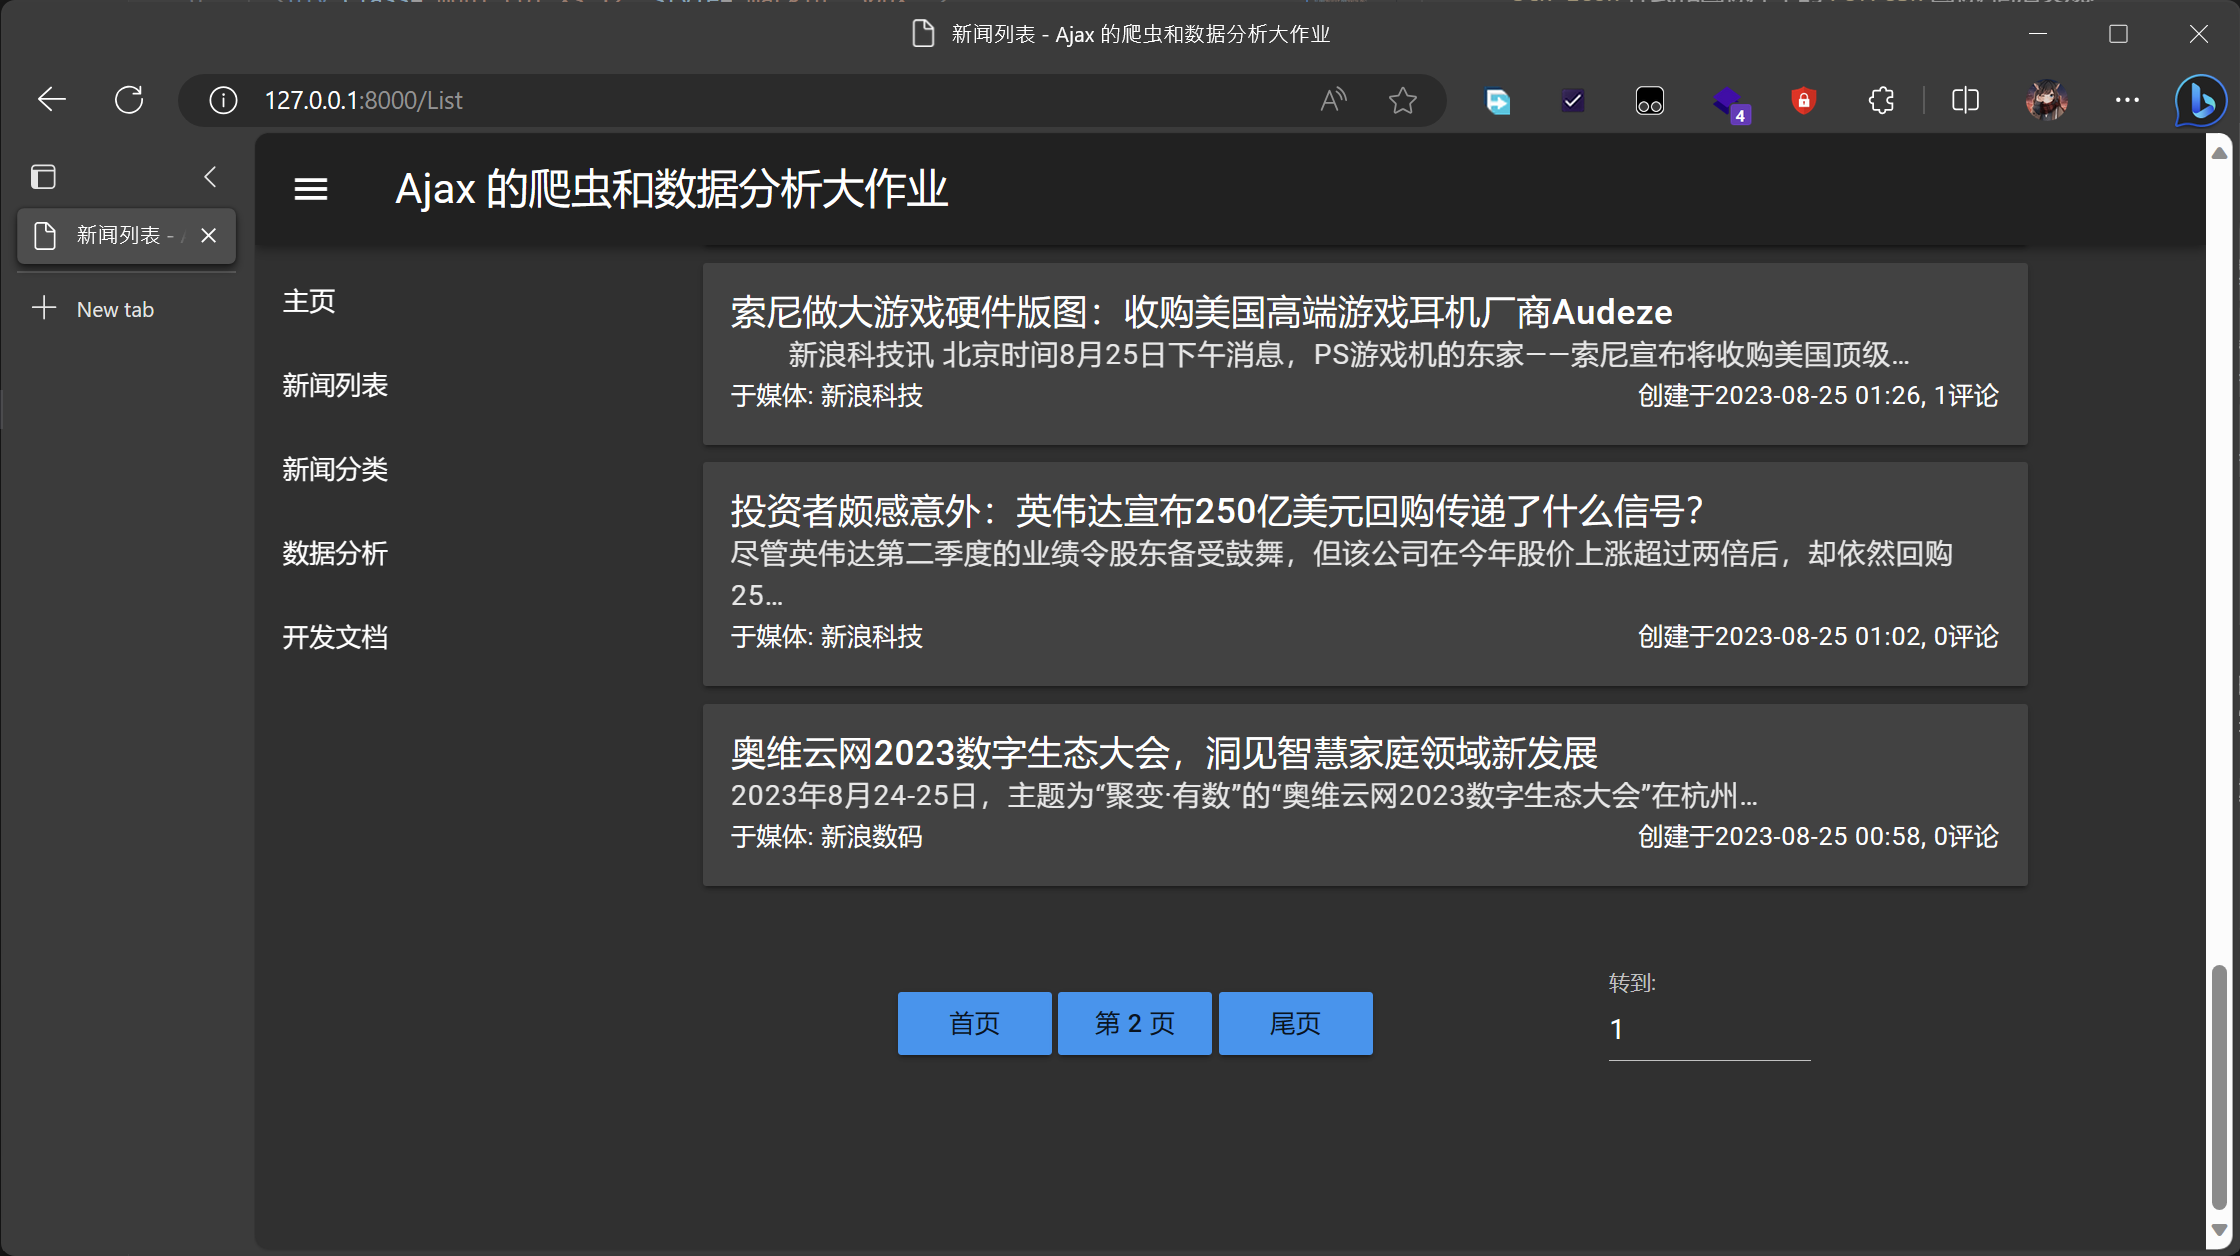 新闻列表 - Ajax 的爬虫和数据分析大作业
127.0.0.1:8000/List
4
新闻列表 -
New tab
Ajax 的爬虫和数据分析大作业
主页
新闻列表
新闻分类
数据分析
开发文档
索尼做大游戏硬件版图：收购美国高端游戏耳机厂商Audeze
新浪科技讯 北京时间8月25日下午消息，PS游戏机的东家——索尼宣布将收购美国顶级...
于媒体: 新浪科技 创建于2023-08-25 01:26, 1评论
投资者颇感意外：英伟达宣布250亿美元回购传递了什么信号？
尽管英伟达第二季度的业绩令股东备受鼓舞，但该公司在今年股价上涨超过两倍后，却依然回购
25...
于媒体: 新浪科技 创建于2023-08-25 01:02, 0评论
奥维云网2023数字生态大会，洞见智慧家庭领域新发展
2023年8月24-25日，主题为“聚变·有数”的“奥维云网2023数字生态大会”在杭州...
于媒体: 新浪数码 创建于2023-08-25 00:58, 0评论
首页 第 2 页 尾页
转到:
1